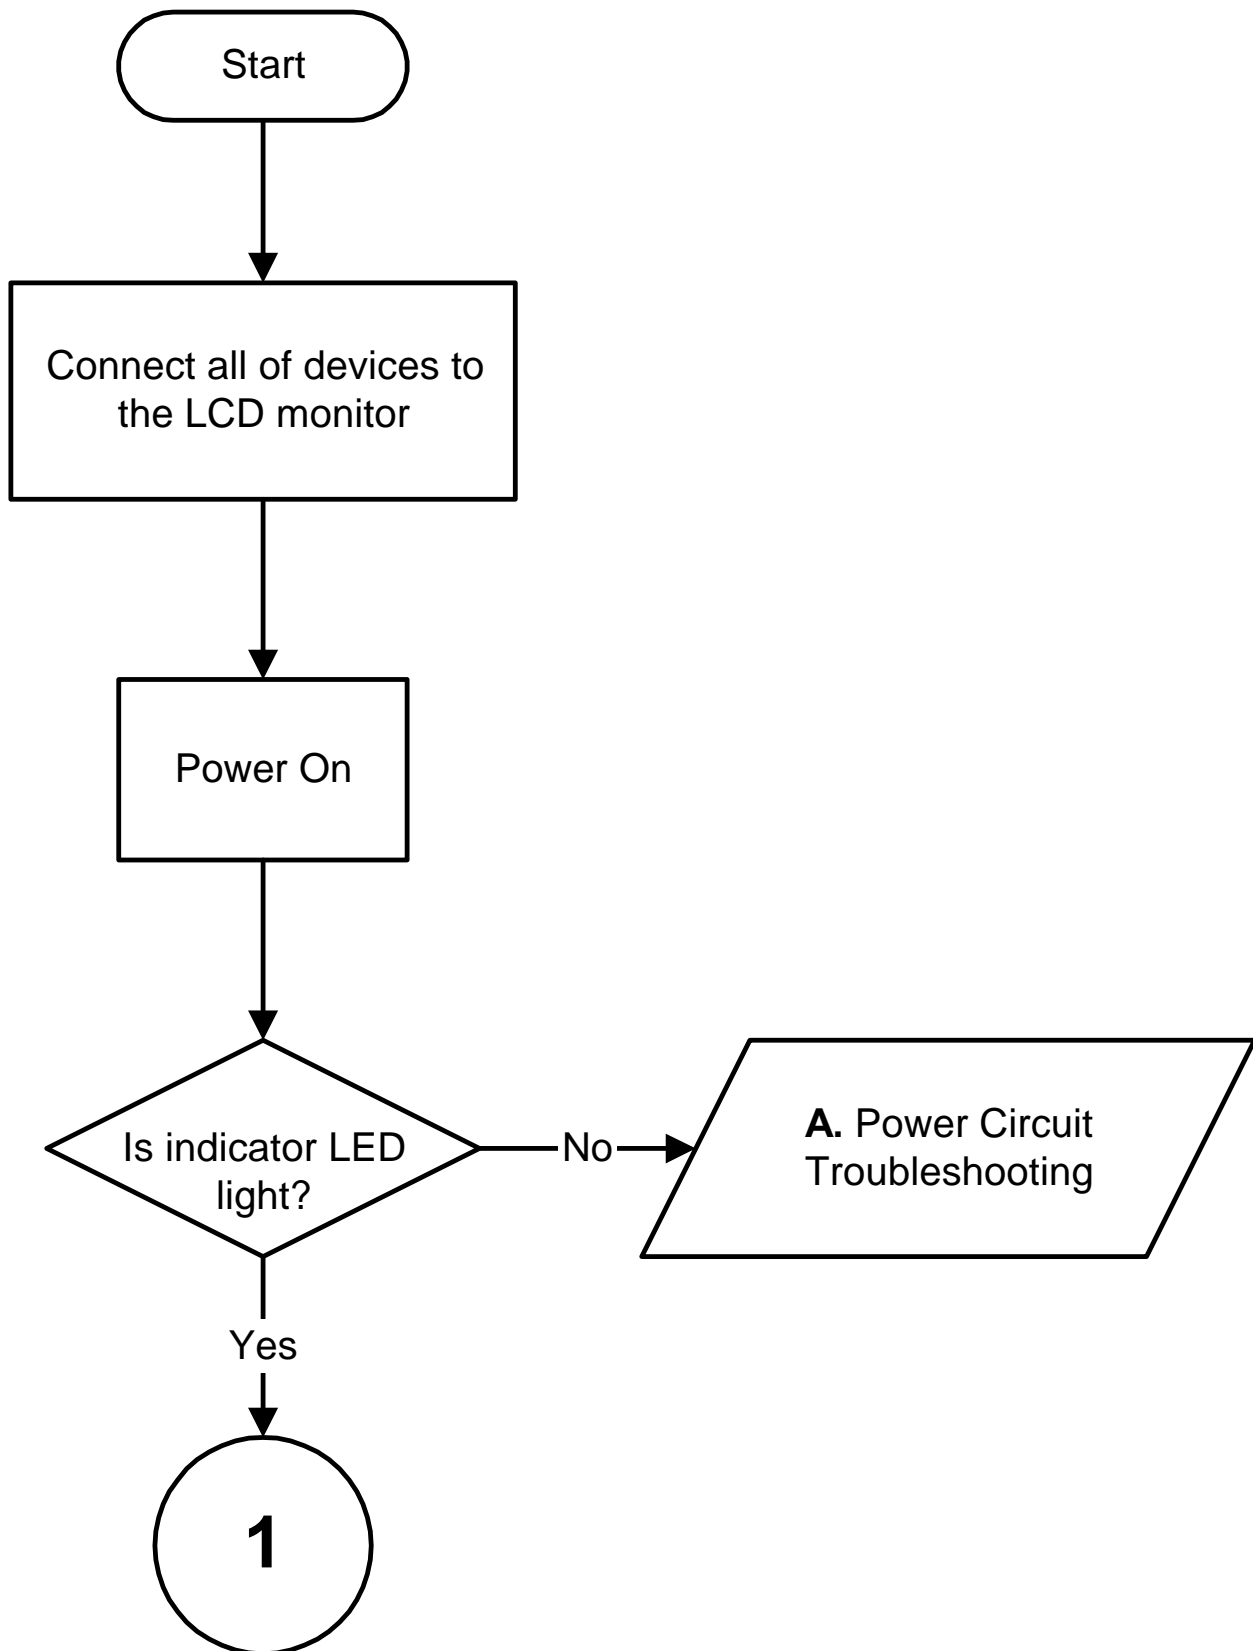 Start
Connect all of devices to
the LCD monitor
Power On
Is indicator LED
light?
No
A. Power Circuit
Troubleshooting
Yes
1